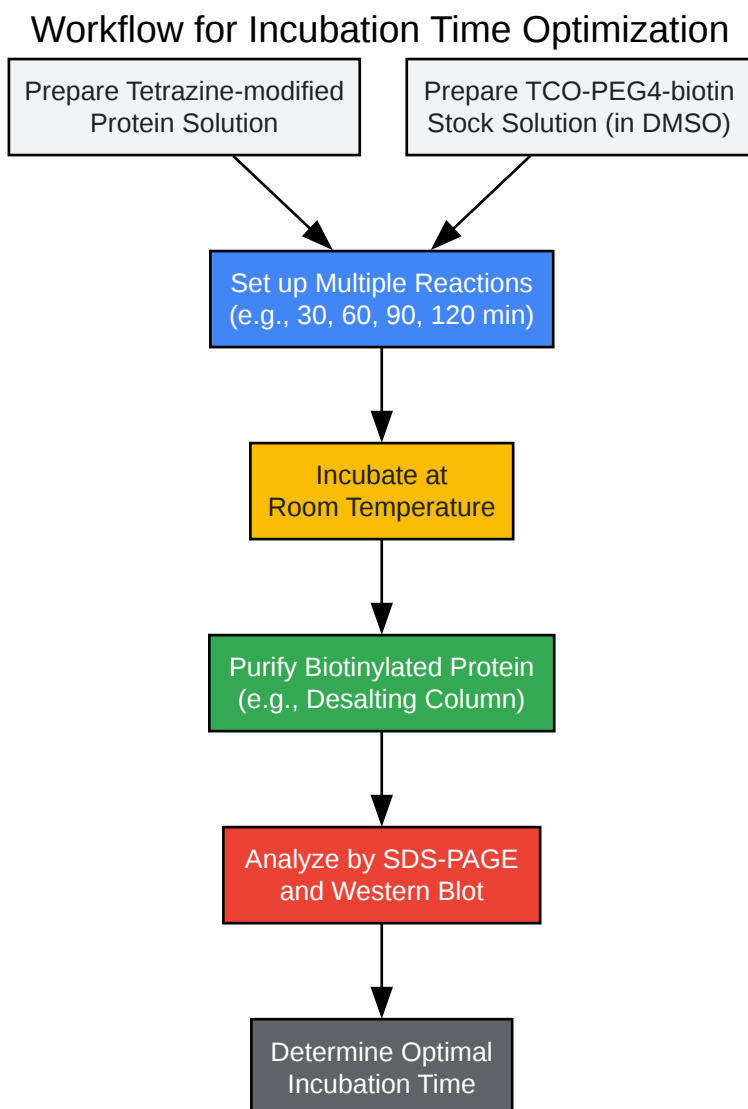 Workflow for Incubation Time Optimization
Prepare Tetrazine-modified
Protein Solution
Prepare TCO-PEG4-biotin
Stock Solution (in DMSO)
Set up Multiple Reactions
(e.g., 30, 60, 90, 120 min)
Incubate at
Room Temperature
Purify Biotinylated Protein
(e.g., Desalting Column)
Analyze by SDS-PAGE
and Western Blot
Determine Optimal
Incubation Time